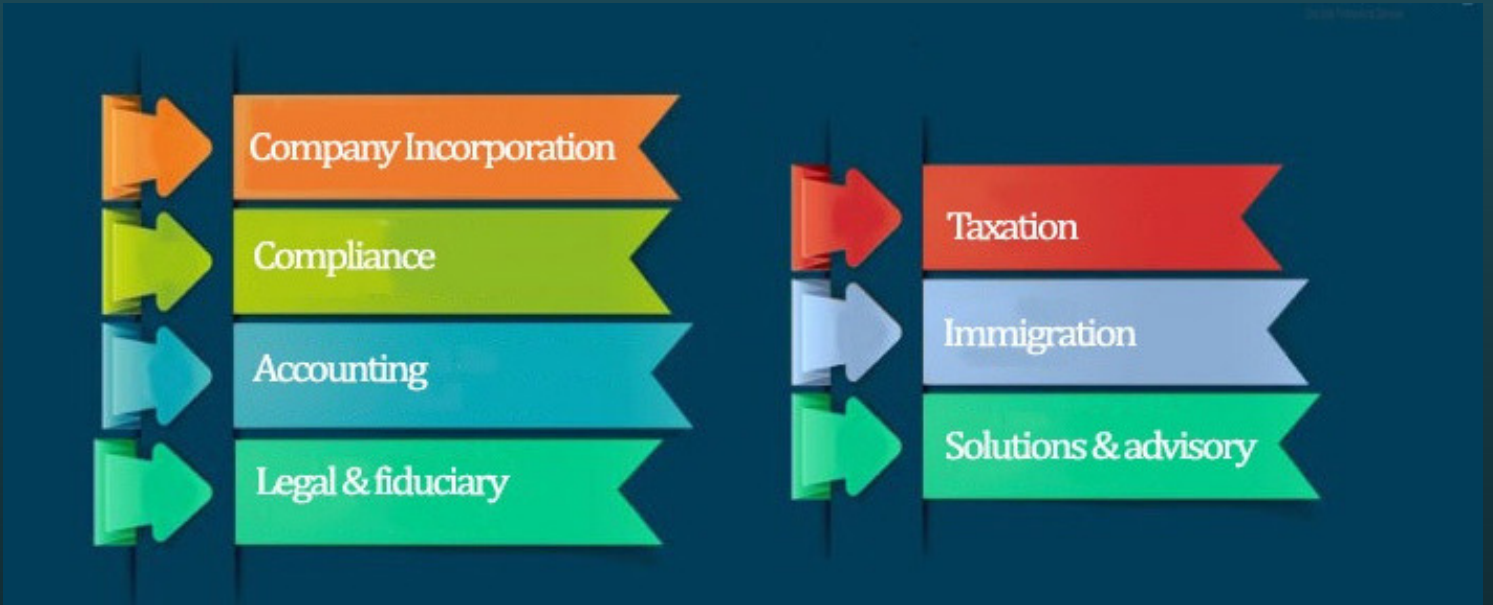 Company Incorporation
Compliance
Accounting
Legal & fiduciary
Taxation
Immigration
Solutions & advisory